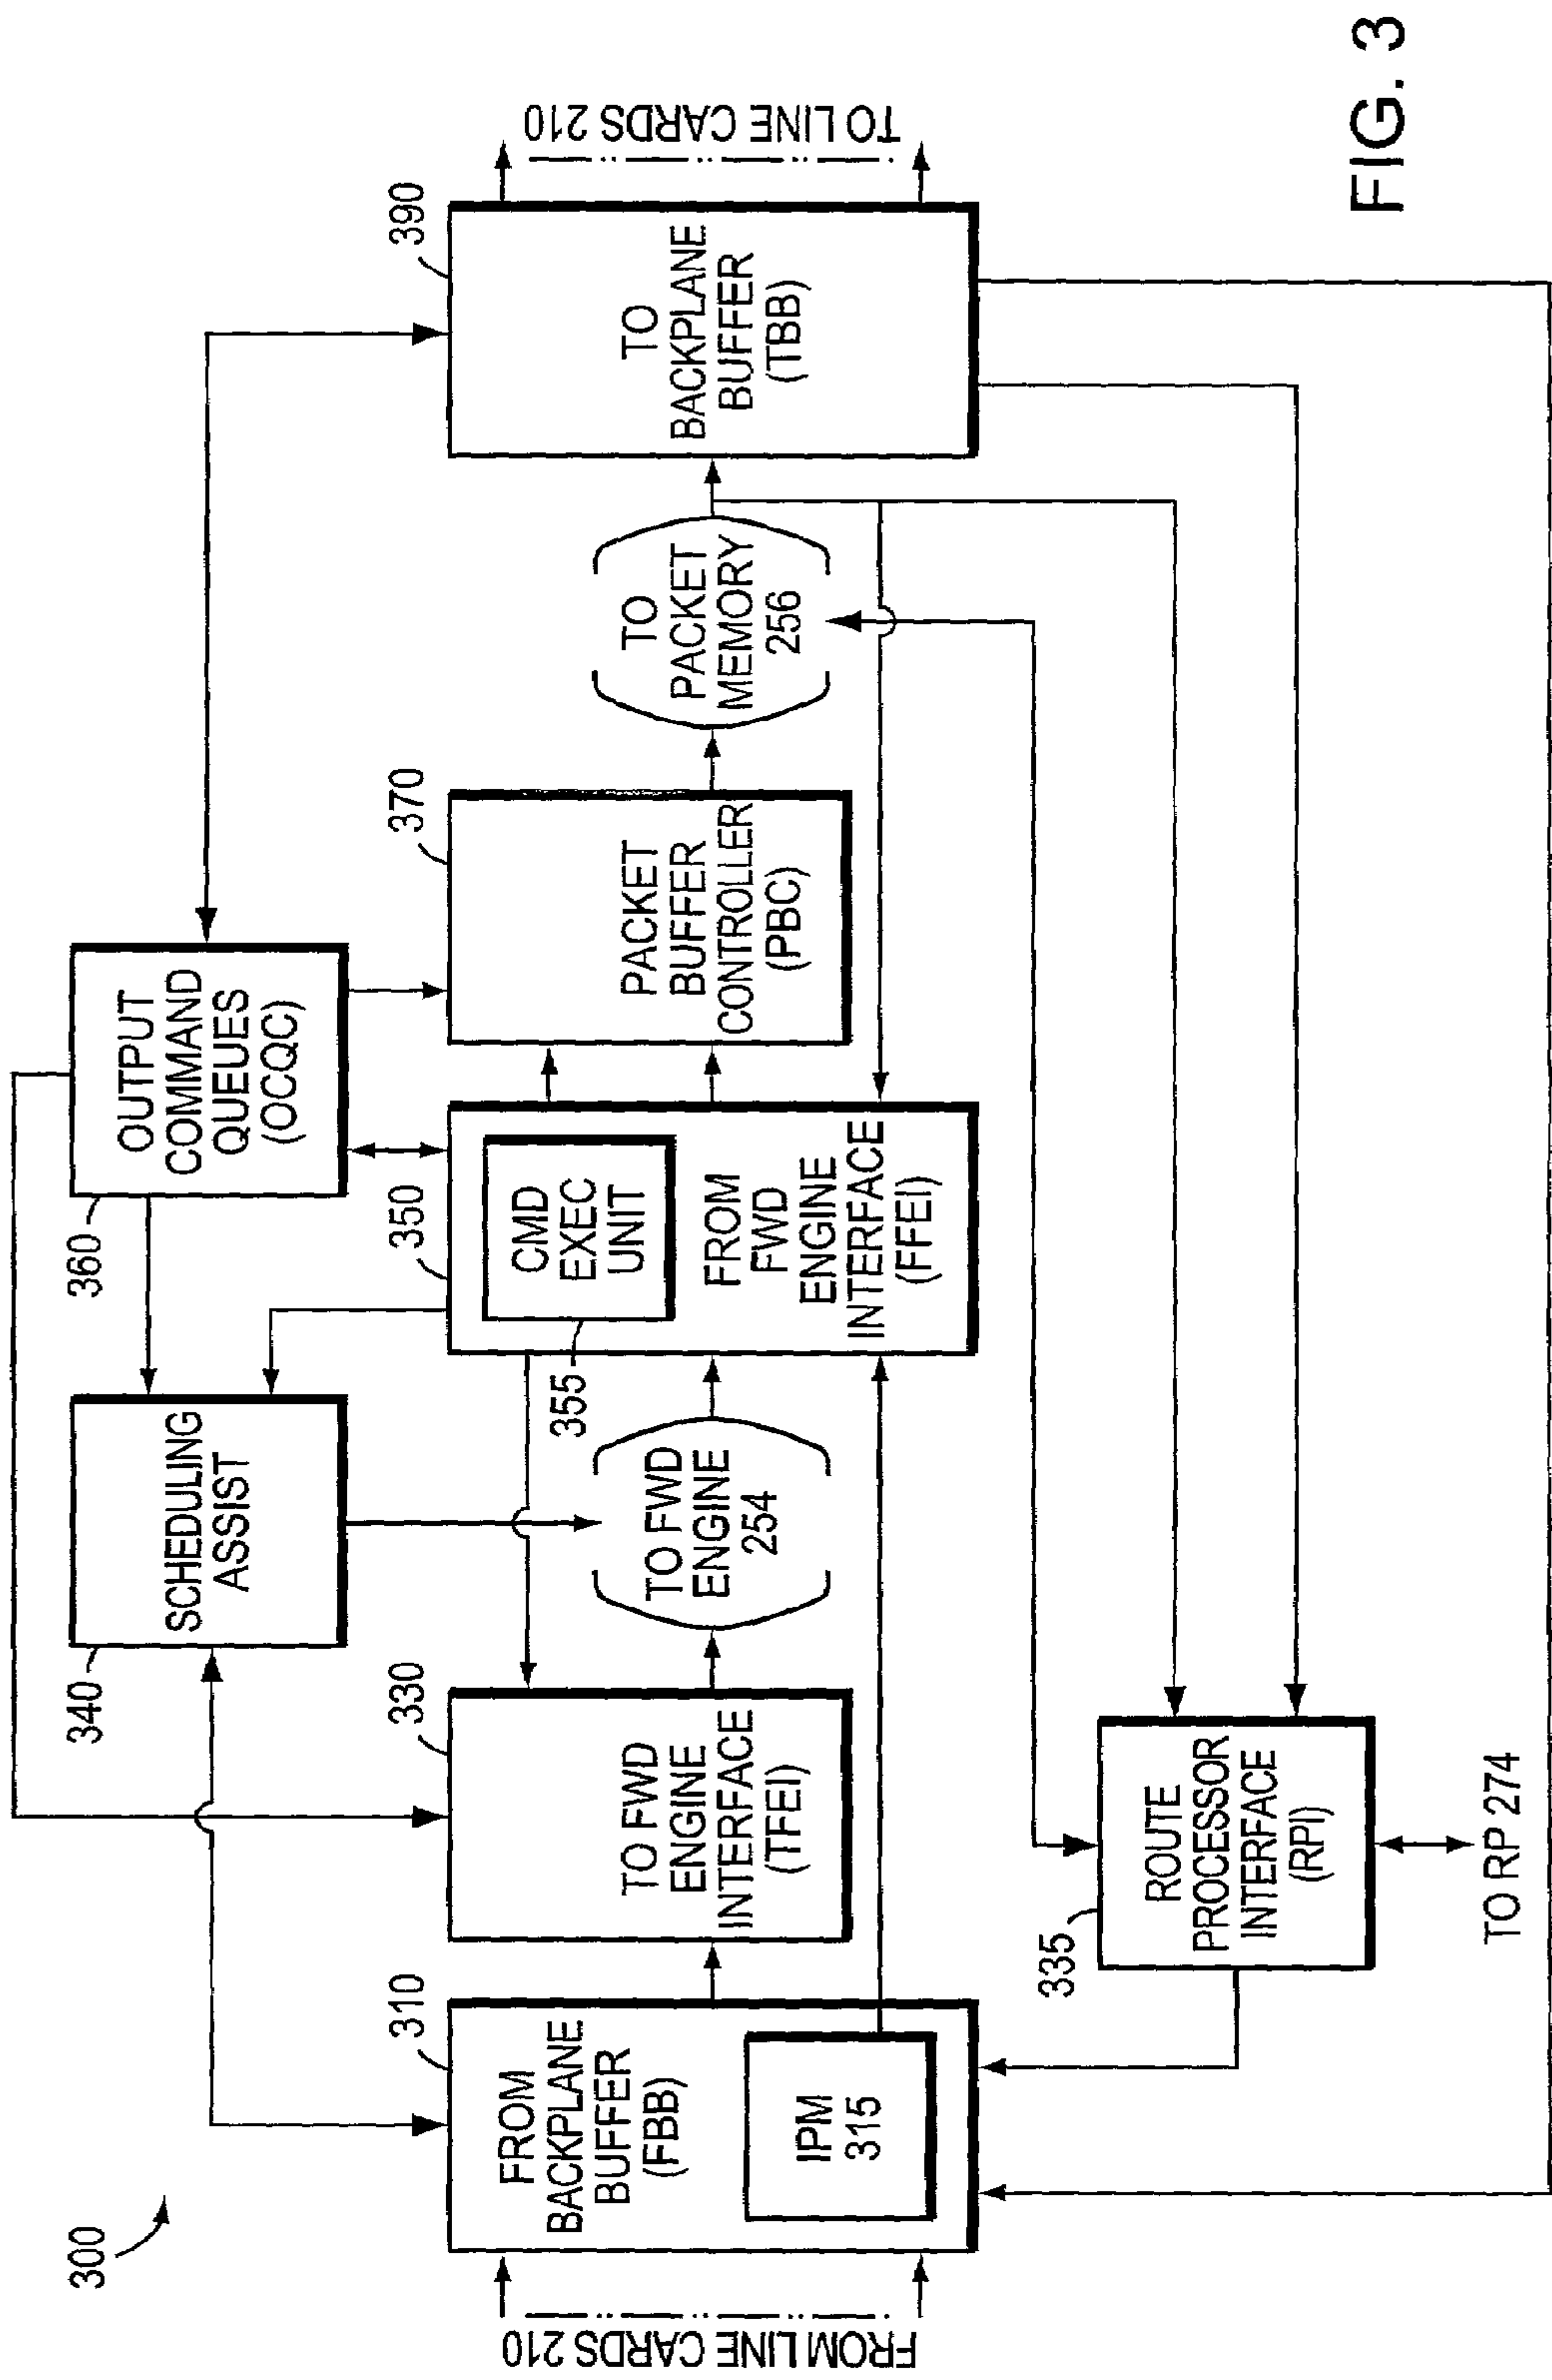 300
FROM LINE CARDS 210
310
FROM
BACKPLANE
BUFFER
(FBB)
IPM
315
340
SCHEDULING
ASSIST
330
TO FWD
ENGINE
INTERFACE
(TFEI)
TO FWD
ENGINE
254
360
OUTPUT
COMMAND
QUEUES
(OCQC)
350
CMD
EXEC
UNIT
355
FROM
FWD
ENGINE
INTERFACE
(FFEI)
370
PACKET
BUFFER
CONTROLLER
(PBC)
TO
PACKET
MEMORY
256
390
TO
BACKPLANE
BUFFER
(TBB)
TO LINE CARDS 210
335
ROUTE
PROCESSOR
INTERFACE
(RPI)
TO RP 274
FIG. 3